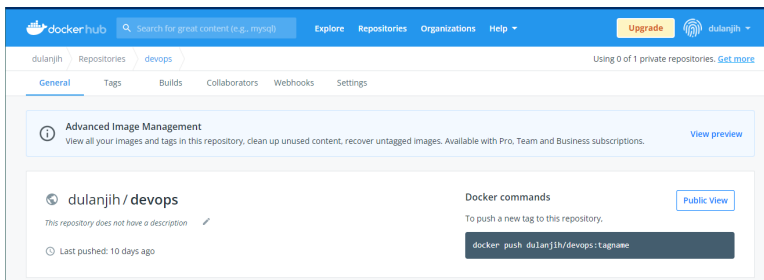 dockerhub Search for great content (e.g., mysql) Explore Repositories Organizations Help Upgrade dulanjih
dulanjih Repositories devops Using 0 of 1 private repositories. Get more
General Tags Builds Collaborators Webhooks Settings
Advanced Image Management
View all your images and tags in this repository, clean up unused content, recover untagged images. Available with Pro, Team and Business subscriptions.
View preview
dulanjih / devops
This repository does not have a description
Last pushed: 10 days ago
Docker commands
Public View
To push a new tag to this repository,
docker push dulanjih/devops:tagname